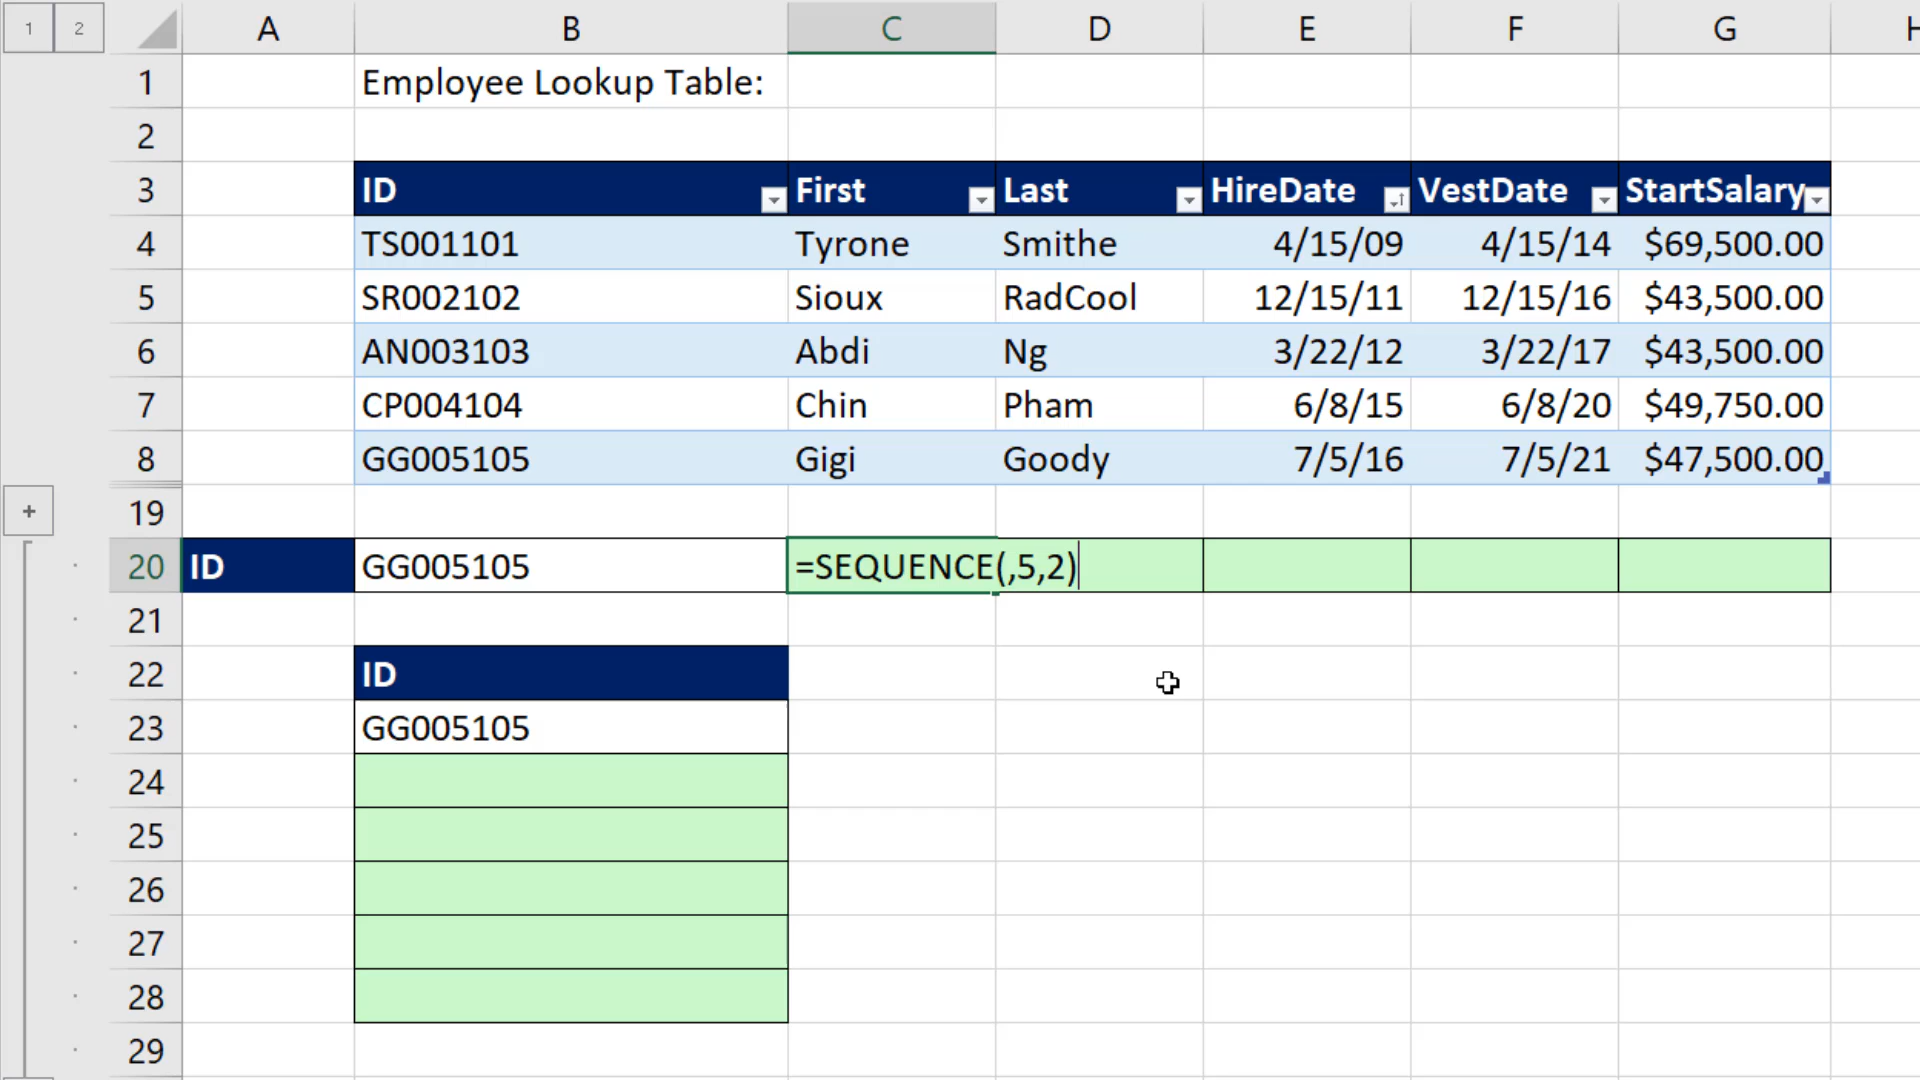 1 2 A B C D E F G H
1 Employee Lookup Table:
2
3 ID First Last HireDate VestDate StartSalary
4 TS001101 Tyrone Smithe 4/15/09 4/15/14 $69,500.00
5 SR002102 Sioux RadCool 12/15/11 12/15/16 $43,500.00
6 AN003103 Abdi Ng 3/22/12 3/22/17 $43,500.00
7 CP004104 Chin Pham 6/8/15 6/8/20 $49,750.00
8 GG005105 Gigi Goody 7/5/16 7/5/21 $47,500.00
+ 19
20 ID GG005105 =SEQUENCE(,5,2)
21
22 ID
23 GG005105
24
25
26
27
28
29